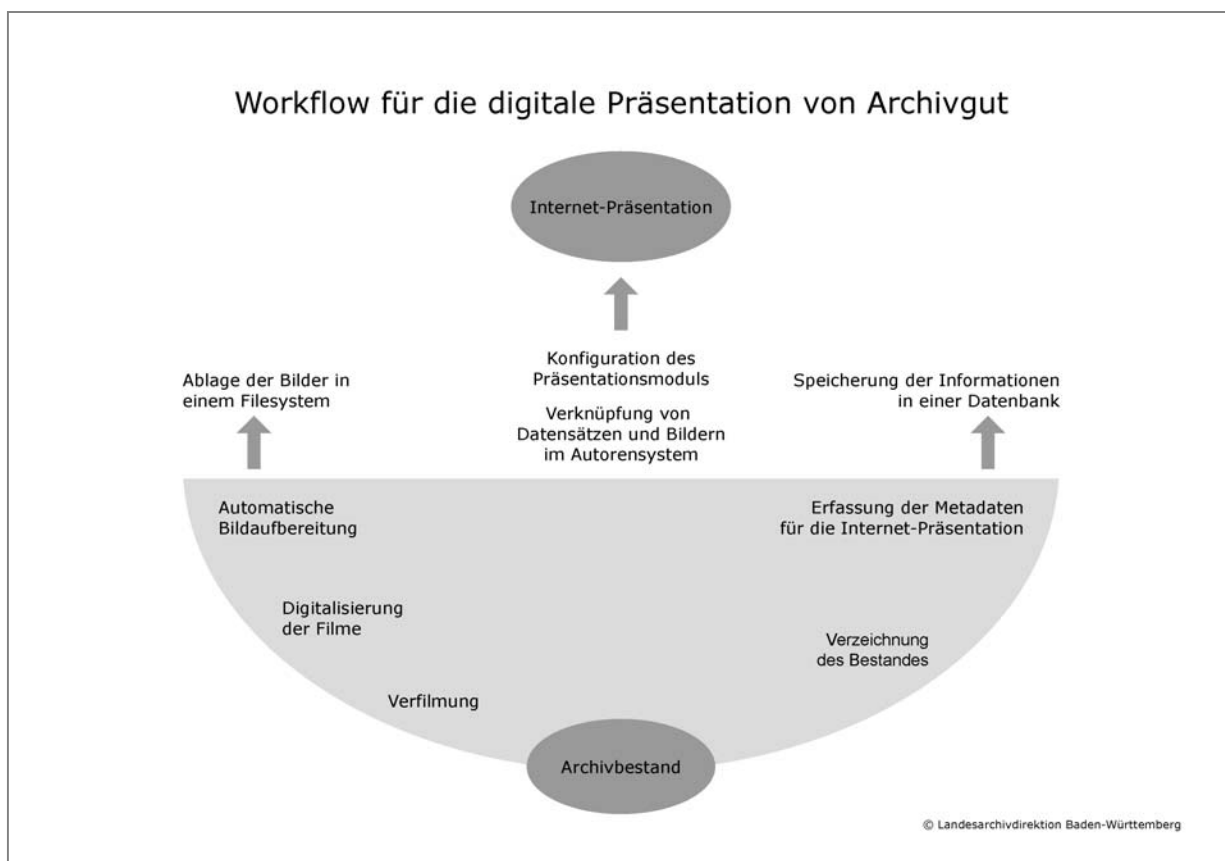 Workflow für die digitale Präsentation von Archivgut
Internet-Präsentation
Konfiguration des
Präsentationsmoduls
Ablage der Bilder in
einem Filesystem
Speicherung der Informationen
in einer Datenbank
Verknüpfung von
Datensätzen und Bildern
im Autorensystem
Automatische
Bildaufbereitung
Erfassung der Metadaten
für die Internet-Präsentation
Digitalisierung
der Filme
Verzeichnung
des Bestandes
Verfilmung
Archivbestand
© Landesarchivdirektion Baden-Württemberg